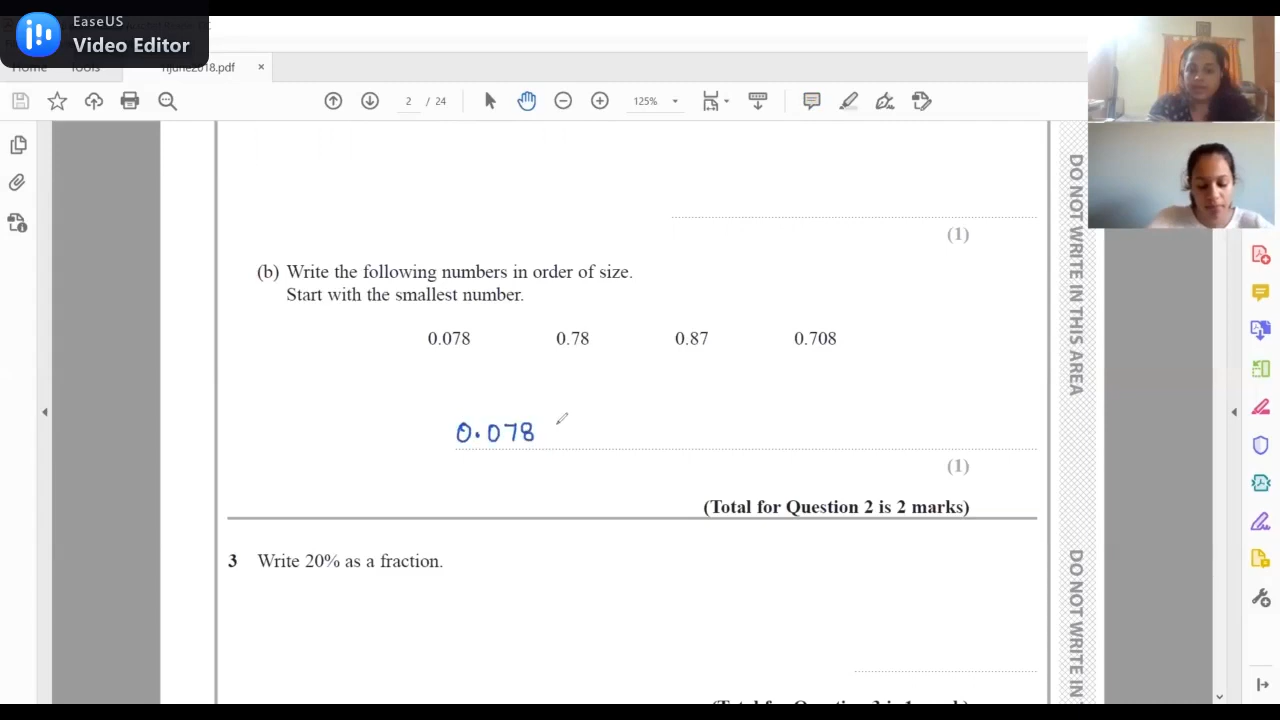 EaseUS
Video Editor
Home Tools rijune2018.pdf ×
2 / 24 125%
(1)
(b) Write the following numbers in order of size.
Start with the smallest number.
0.078 0.78 0.87 0.708
0.078
(1)
(Total for Question 2 is 2 marks)
3 Write 20% as a fraction.
DO NOT WRITE IN THIS AREA
DO NOT WRITE IN